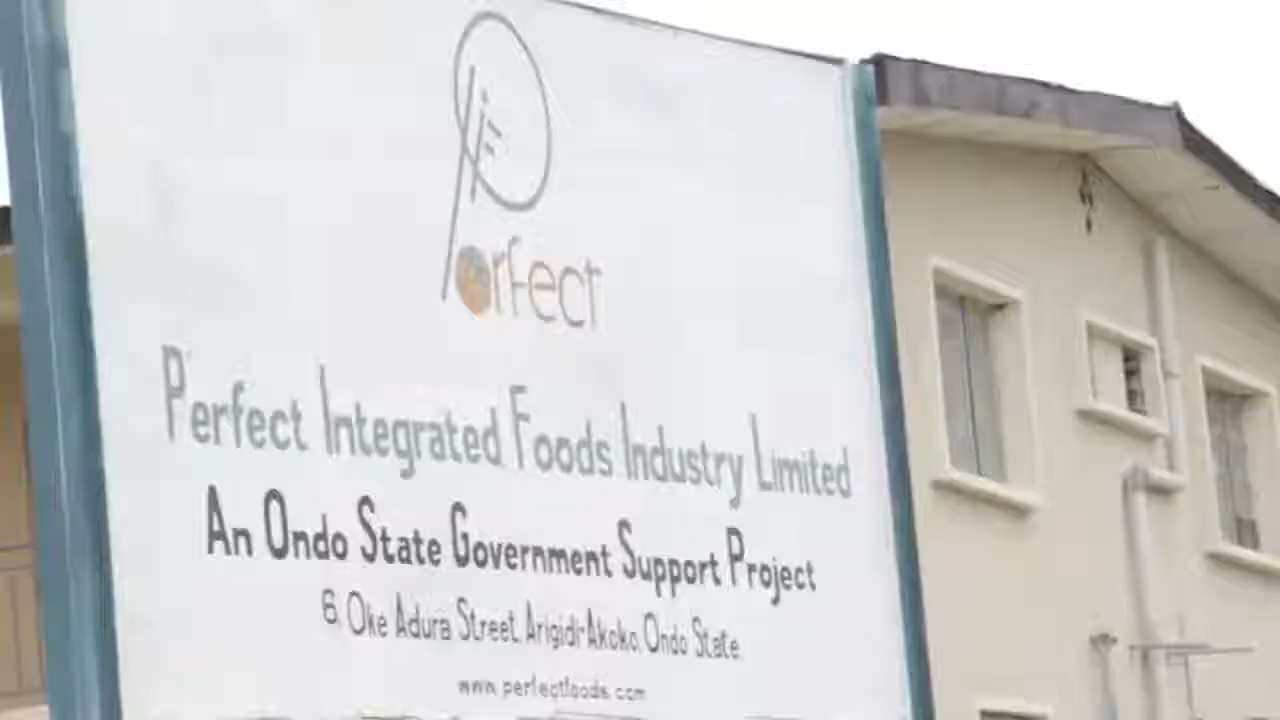 Perfect
Perfect Integrated Foods Industry Limited
An Ondo State Government Support Project
6, Oke Adura Street, Arigidi-Akoko, Ondo State.
www.perfectfoods.com